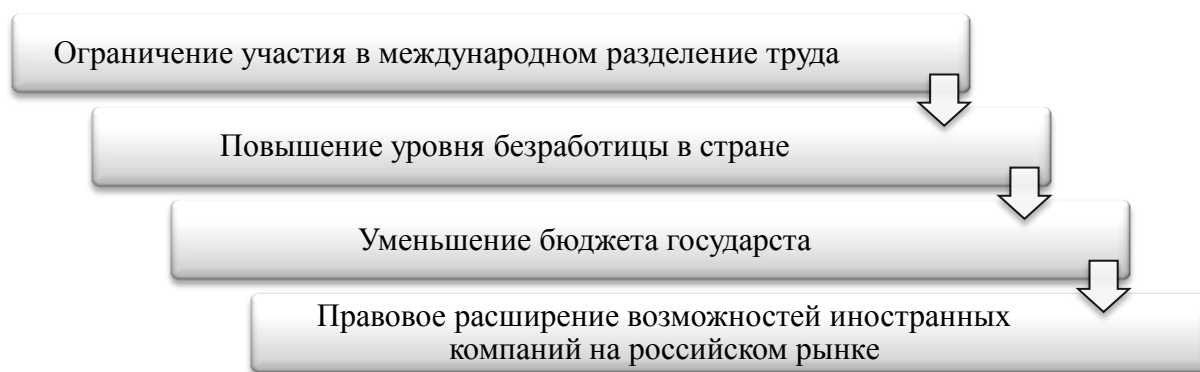 Ограничение участия в международном разделение труда
Повышение уровня безработицы в стране
Уменьшение бюджета государста
Правовое расширение возможностей иностранных
компаний на российском рынке